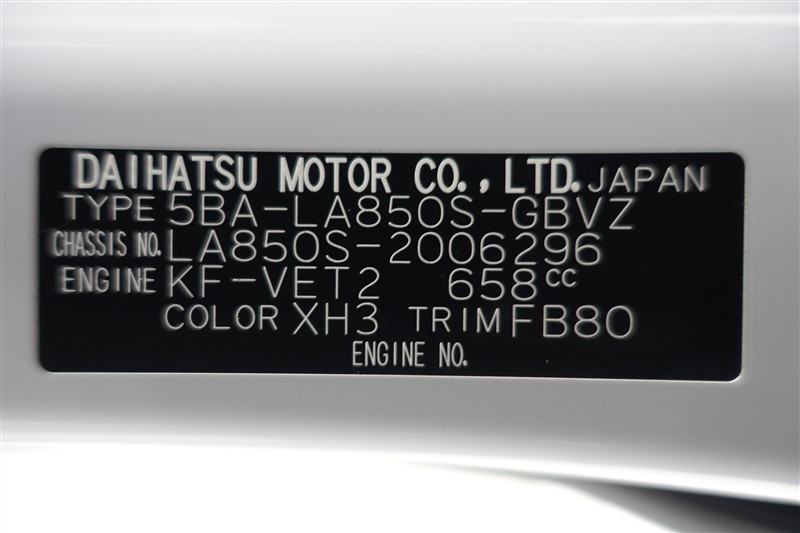 DAIHATSU MOTOR CO., LTD. JAPAN
TYPE 5BA-LA850S-GBVZ
CHASSIS NO. LA850S-2006296
ENGINE KF-VET2 658cc
COLOR XH3 TRIM FB80
ENGINE NO.